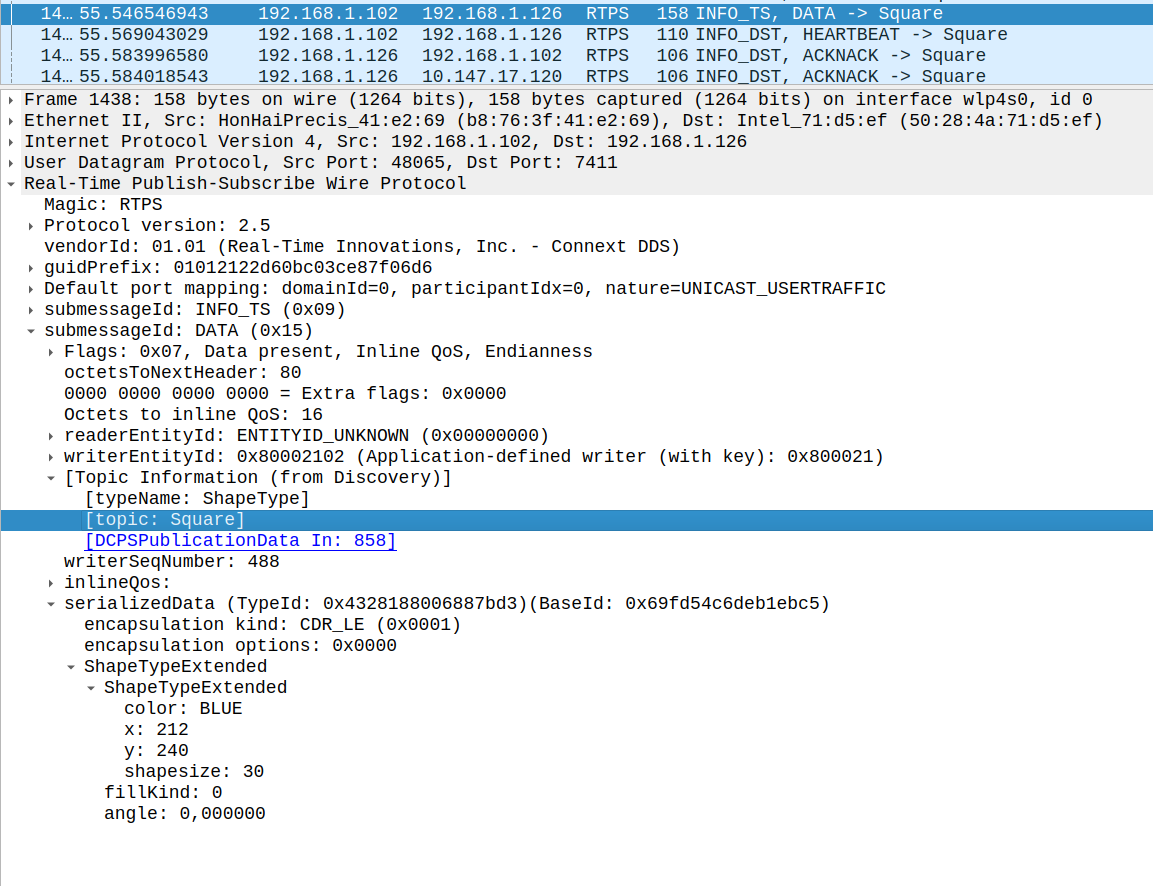 14… 55.546546943 192.168.1.102 192.168.1.126 RTPS 158 INFO_TS, DATA -> Square
14… 55.569043029 192.168.1.102 192.168.1.126 RTPS 110 INFO_DST, HEARTBEAT -> Square
14… 55.583996580 192.168.1.126 192.168.1.102 RTPS 106 INFO_DST, ACKNACK -> Square
14… 55.584018543 192.168.1.126 10.147.17.120 RTPS 106 INFO_DST, ACKNACK -> Square
Frame 1438: 158 bytes on wire (1264 bits), 158 bytes captured (1264 bits) on interface wlp4s0, id 0
Ethernet II, Src: HonHaiPrecis_41:e2:69 (b8:76:3f:41:e2:69), Dst: Intel_71:d5:ef (50:28:4a:71:d5:ef)
Internet Protocol Version 4, Src: 192.168.1.102, Dst: 192.168.1.126
User Datagram Protocol, Src Port: 48065, Dst Port: 7411
Real-Time Publish-Subscribe Wire Protocol
Magic: RTPS
Protocol version: 2.5
vendorId: 01.01 (Real-Time Innovations, Inc. - Connext DDS)
guidPrefix: 01012122d60bc03ce87f06d6
Default port mapping: domainId=0, participantIdx=0, nature=UNICAST_USERTRAFFIC
submessageId: INFO_TS (0x09)
submessageId: DATA (0x15)
Flags: 0x07, Data present, Inline QoS, Endianness
octetsToNextHeader: 80
0000 0000 0000 0000 = Extra flags: 0x0000
Octets to inline QoS: 16
readerEntityId: ENTITYID_UNKNOWN (0x00000000)
writerEntityId: 0x80002102 (Application-defined writer (with key): 0x800021)
[Topic Information (from Discovery)]
[typeName: ShapeType]
[topic: Square]
[DCPSPublicationData In: 858]
writerSeqNumber: 488
inlineQos:
serializedData (TypeId: 0x4328188006887bd3)(BaseId: 0x69fd54c6deb1ebc5)
encapsulation kind: CDR_LE (0x0001)
encapsulation options: 0x0000
ShapeTypeExtended
ShapeTypeExtended
color: BLUE
x: 212
y: 240
shapesize: 30
fillKind: 0
angle: 0,000000